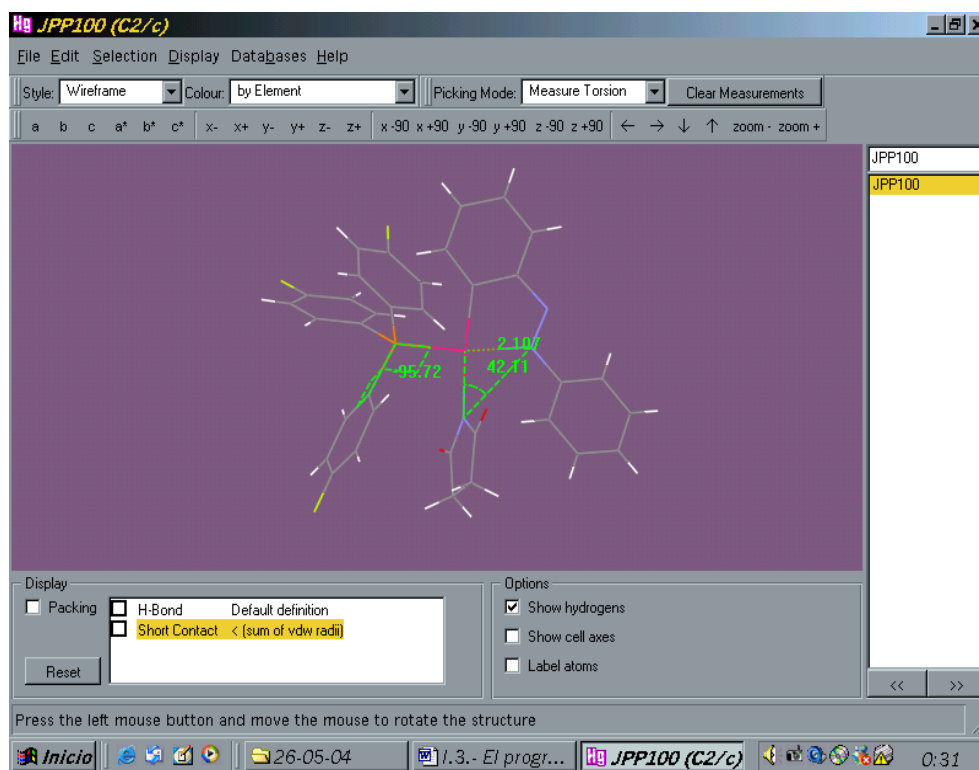 Hg JPP100 (C2/c)
File Edit Selection Display Databases Help
Style: Wireframe Colour: by Element Picking Mode: Measure Torsion Clear Measurements
a b c a* b* c* x- x+ y- y+ z- z+ x -90 x +90 y -90 y +90 z -90 z +90 ← → ↓ ↑ zoom - zoom +
JPP100
JPP100
2.107
-95.72 42.11
Display
Packing H-Bond Default definition
Short Contact < (sum of vdw radii)
Reset
Options
Show hydrogens
Show cell axes
Label atoms
<< >>
Press the left mouse button and move the mouse to rotate the structure
Inicio 26-05-04 I.3.- El progr... Hg JPP100 (C2/c) 0:31